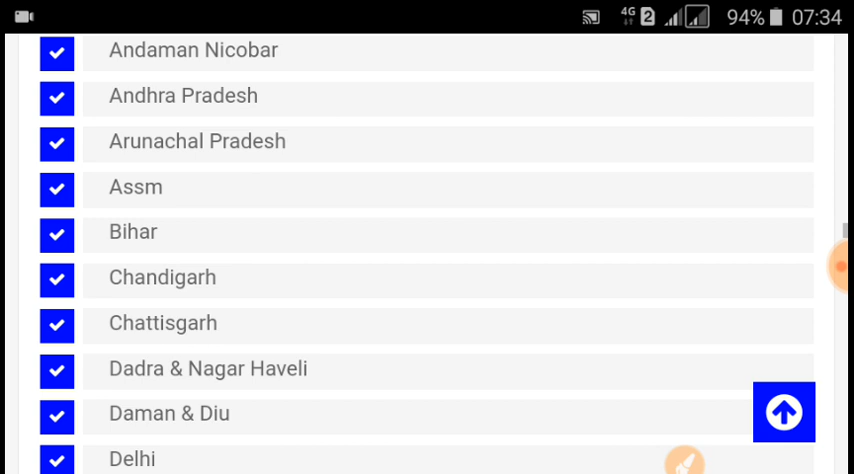 4G 2 94% 07:34
Andaman Nicobar
Andhra Pradesh
Arunachal Pradesh
Assm
Bihar
Chandigarh
Chattisgarh
Dadra & Nagar Haveli
Daman & Diu
Delhi